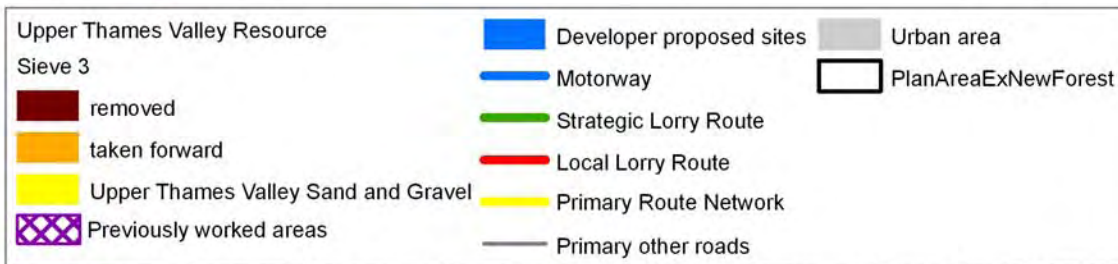 Upper Thames Valley Resource
Sieve 3
removed
taken forward
Upper Thames Valley Sand and Gravel
Previously worked areas
Developer proposed sites
Motorway
Strategic Lorry Route
Local Lorry Route
Primary Route Network
Primary other roads
Urban area
PlanAreaExNewForest